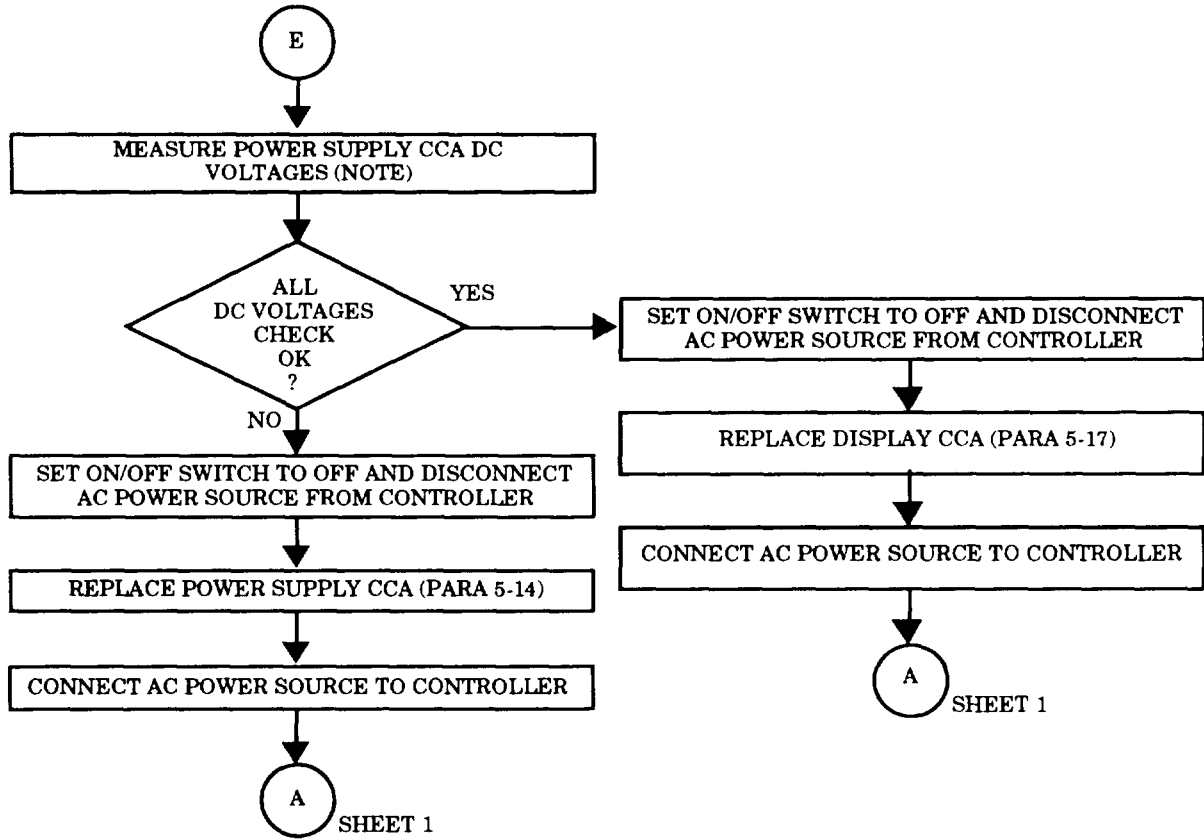 E
MEASURE POWER SUPPLY CCA DC
VOLTAGES (NOTE)
ALL
DC VOLTAGES
CHECK
OK
?
YES
NO
SET ON/OFF SWITCH TO OFF AND DISCONNECT
AC POWER SOURCE FROM CONTROLLER
REPLACE POWER SUPPLY CCA (PARA 5-14)
CONNECT AC POWER SOURCE TO CONTROLLER
A
SHEET 1
SET ON/OFF SWITCH TO OFF AND DISCONNECT
AC POWER SOURCE FROM CONTROLLER
REPLACE DISPLAY CCA (PARA 5-17)
CONNECT AC POWER SOURCE TO CONTROLLER
A
SHEET 1